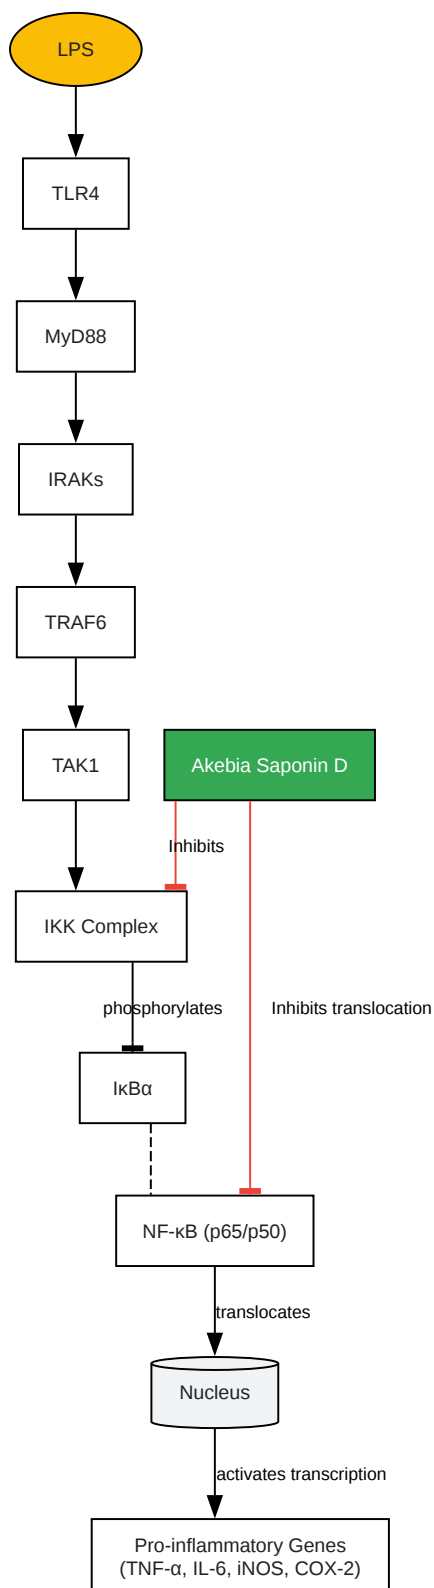 LPS
TLR4
MyD88
IRAKs
TRAF6
TAK1
Akebia Saponin D
Inhibits
IKK Complex
phosphorylates
Inhibits translocation
IκBα
NF-κB (p65/p50)
translocates
Nucleus
activates transcription
Pro-inflammatory Genes
(TNF-α, IL-6, iNOS, COX-2)